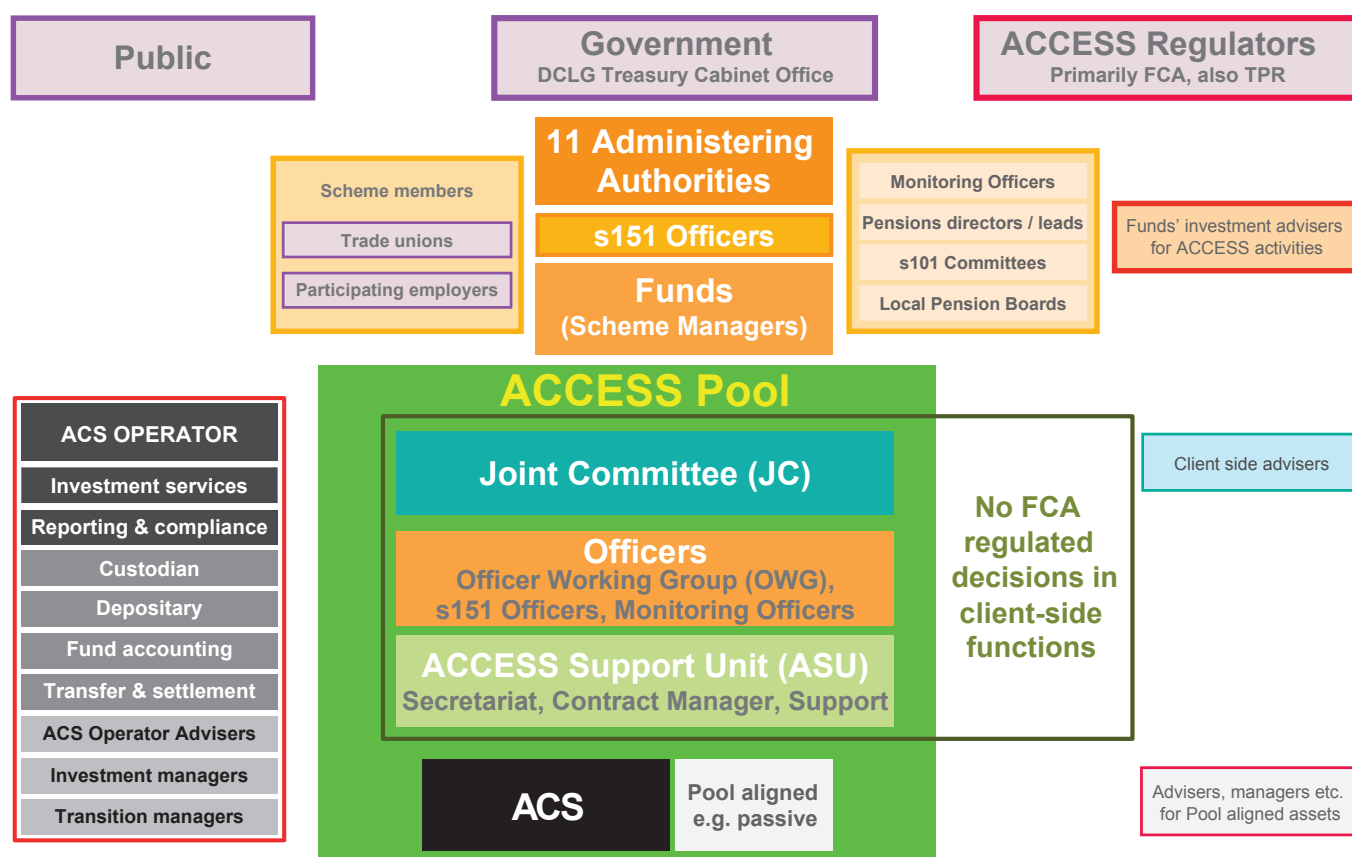 Public
Government
DCLG Treasury Cabinet Office
ACCESS Regulators
Primarily FCA, also TPR
11 Administering
Authorities
s151 Officers
Funds
(Scheme Managers)
Scheme members
Trade unions
Participating employers
Monitoring Officers
Pensions directors / leads
s101 Committees
Local Pension Boards
Funds' investment advisers
for ACCESS activities
ACS OPERATOR
Investment services
Reporting & compliance
Custodian
Depositary
Fund accounting
Transfer & settlement
ACS Operator Advisers
Investment managers
Transition managers
ACCESS Pool
Joint Committee (JC)
Officers
Officer Working Group (OWG),
s151 Officers, Monitoring Officers
ACCESS Support Unit (ASU)
Secretariat, Contract Manager, Support
No FCA
regulated
decisions in
client-side
functions
ACS
Pool aligned
e.g. passive
Client side advisers
Advisers, managers etc.
for Pool aligned assets